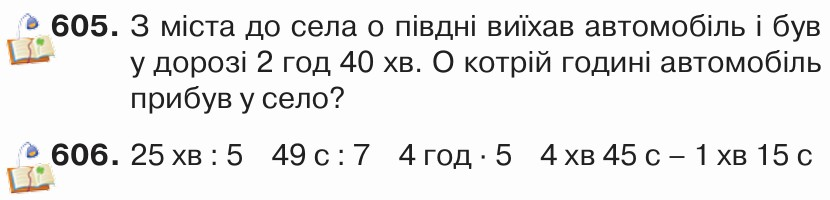 605. З міста до села о півдні виїхав автомобіль і був
у дорозі 2 год 40 хв. О котрій годині автомобіль
прибув у село?
606. 25 хв : 5 49 с : 7 4 год · 5 4 хв 45 с – 1 хв 15 с